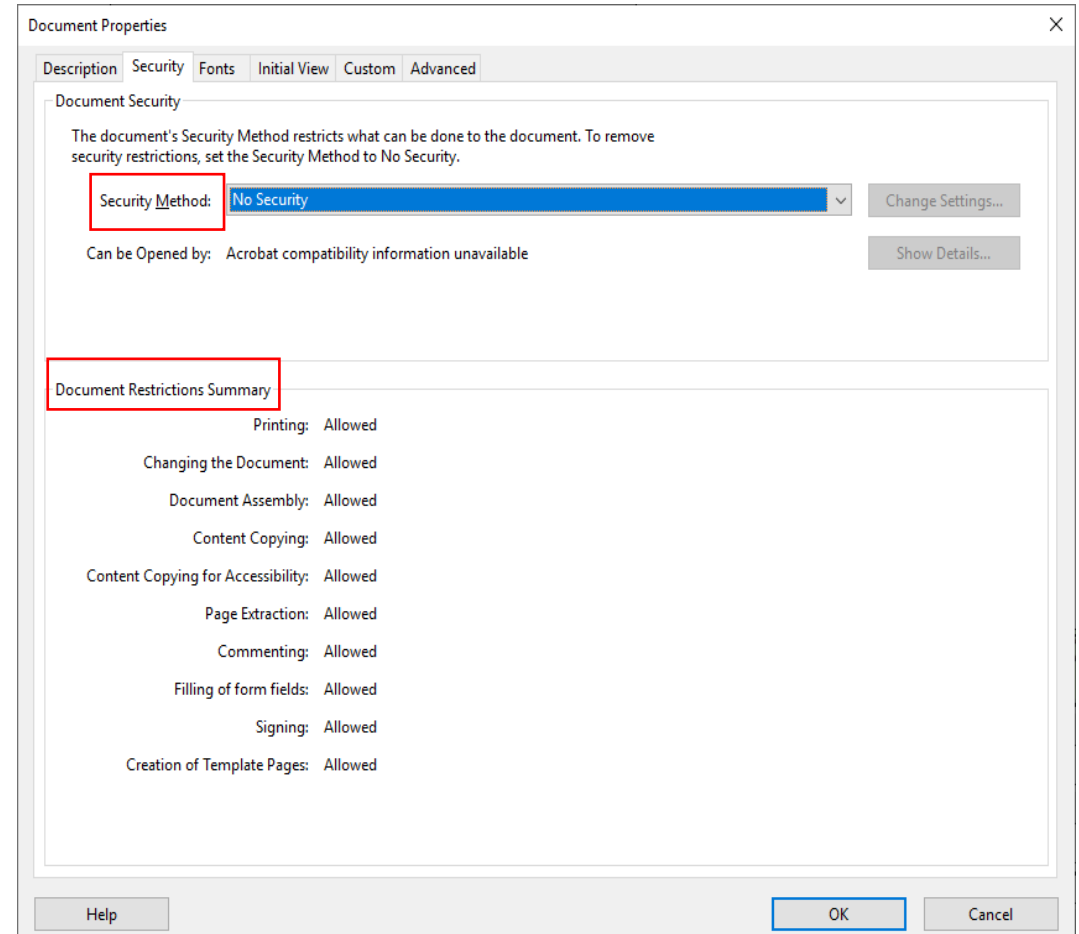 Document Properties
Description Security Fonts Initial View Custom Advanced
Document Security
The document's Security Method restricts what can be done to the document. To remove
security restrictions, set the Security Method to No Security.
Security Method: No Security Change Settings...
Can be Opened by: Acrobat compatibility information unavailable Show Details...
Document Restrictions Summary
Printing: Allowed
Changing the Document: Allowed
Document Assembly: Allowed
Content Copying: Allowed
Content Copying for Accessibility: Allowed
Page Extraction: Allowed
Commenting: Allowed
Filling of form fields: Allowed
Signing: Allowed
Creation of Template Pages: Allowed
Help OK Cancel